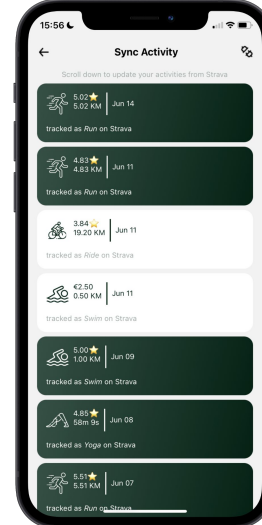 15:56
Sync Activity
Scroll down to update your activities from Strava
5.02⭐
5.02 KM
Jun 14
tracked as Run on Strava
4.83⭐
4.83 KM
Jun 11
tracked as Run on Strava
3.84⭐
19.20 KM
Jun 11
tracked as Ride on Strava
€2.50
0.50 KM
Jun 11
tracked as Swim on Strava
5.00⭐
1.00 KM
Jun 09
tracked as Swim on Strava
4.85⭐
58m 9s
Jun 08
tracked as Yoga on Strava
5.51⭐
5.51 KM
Jun 07
tracked as Run on Strava